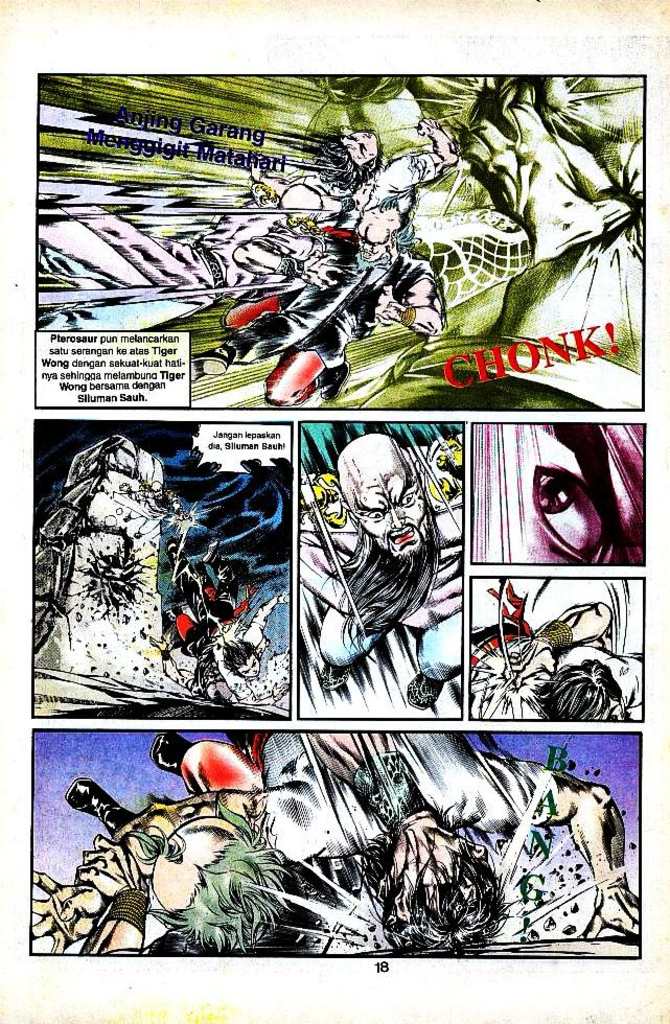 Anjing Garang
Menggigit Matahari
Pterosaur pun melancarkan
satu serangan ke atas Tiger
Wong dengan sekuat-kuat hati-
nya sehingga melambung Tiger
Wong bersama dengan
Siluman Sauh.
CHONK!
Jangan lepaskan
dia, Siluman Sauh!
BANG!
18